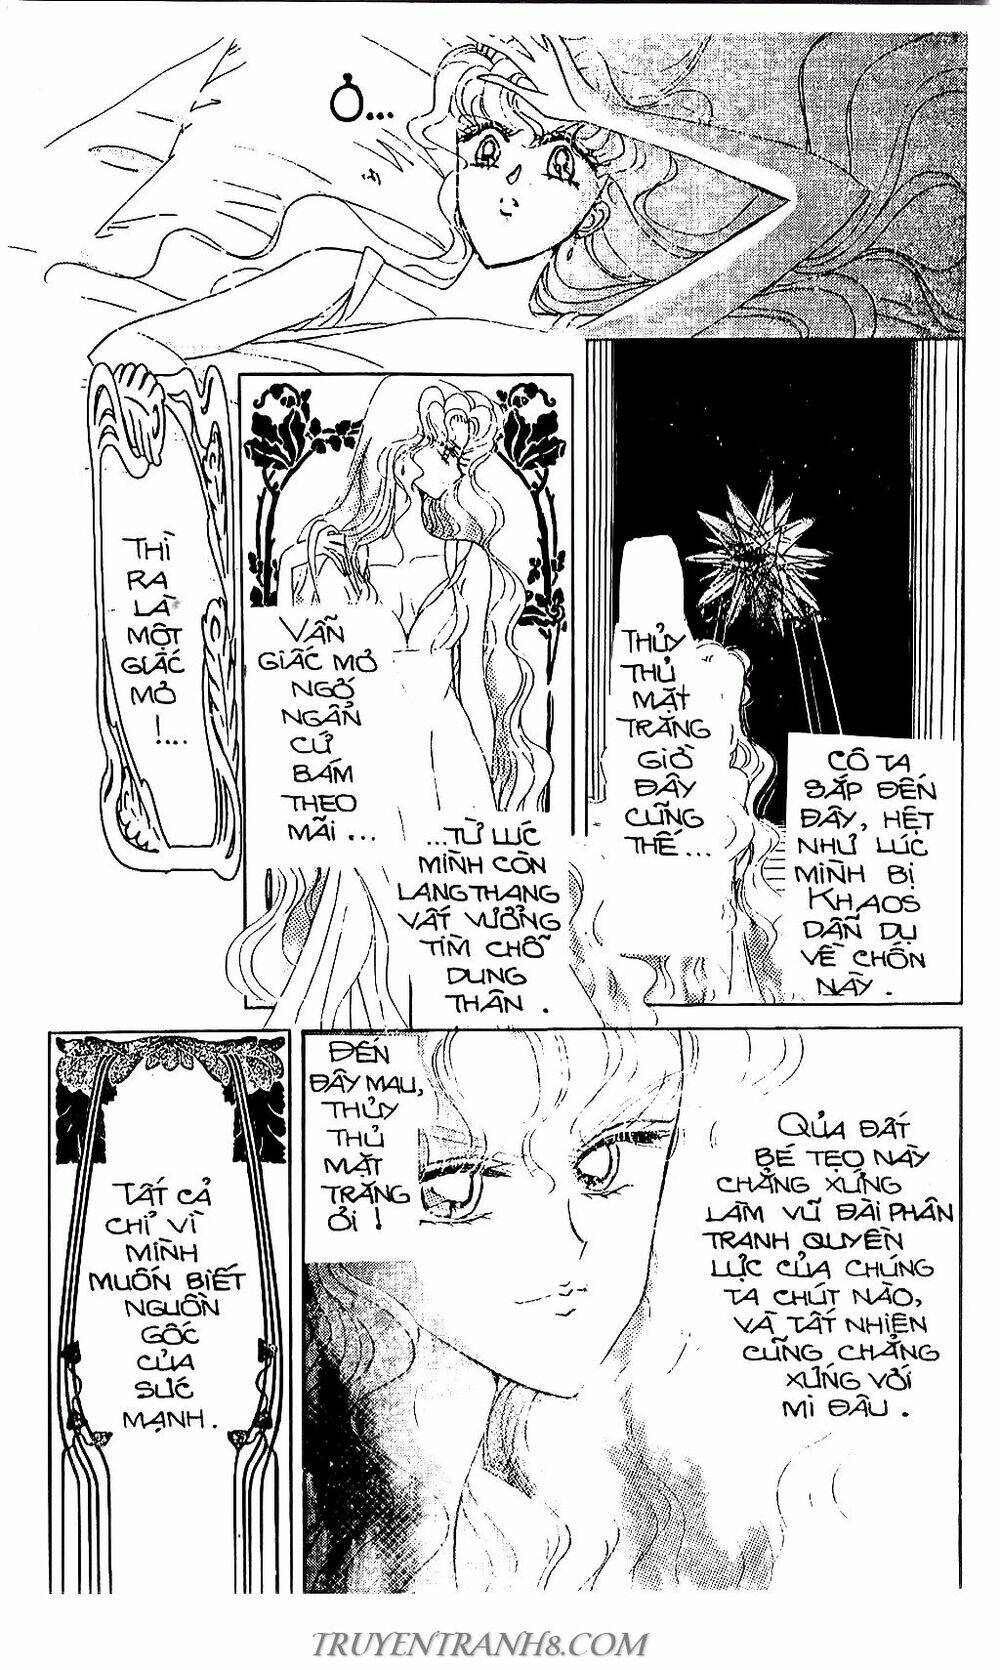 Ồ...
THÌ
RA
LÀ
MỘT
GIẤC
MƠ
!....
VẪN
GIẤC MƠ
NGỚ
NGẨN
CỨ
BÁM
THEO
MÃI...
...TỪ LÚC
MÌNH CÒN
LANG THANG
VẤT VƯỞNG
TÌM CHỖ
DUNG
THÂN.
THỦY
THỦ
MẶT
TRĂNG
GIỜ
ĐÂY
CŨNG
THẾ...
CÔ TA
SẮP ĐẾN
ĐÂY, HỆT
NHƯ LÚC
MÌNH BỊ
KHAOS
DẪN DỤ
VỀ CHỐN
NÀY.
TẤT CẢ
CHỈ VÌ
MÌNH
MUỐN BIẾT
NGUỒN
GỐC
CỦA
SỨC
MẠNH.
ĐẾN
ĐÂY MAU,
THỦY
THỦ
MẶT
TRĂNG
ƠI!
QUẢ ĐẤT
BÉ TẸO NÀY
CHẲNG XỨNG
LÀM VŨ ĐÀI PHÂN
TRANH QUYỀN
LỰC CỦA CHÚNG
TA CHÚT NÀO,
VÀ TẤT NHIÊN
CŨNG CHẲNG
XỨNG VỚI
MI ĐÂU.
TRUYENTRANH8.COM